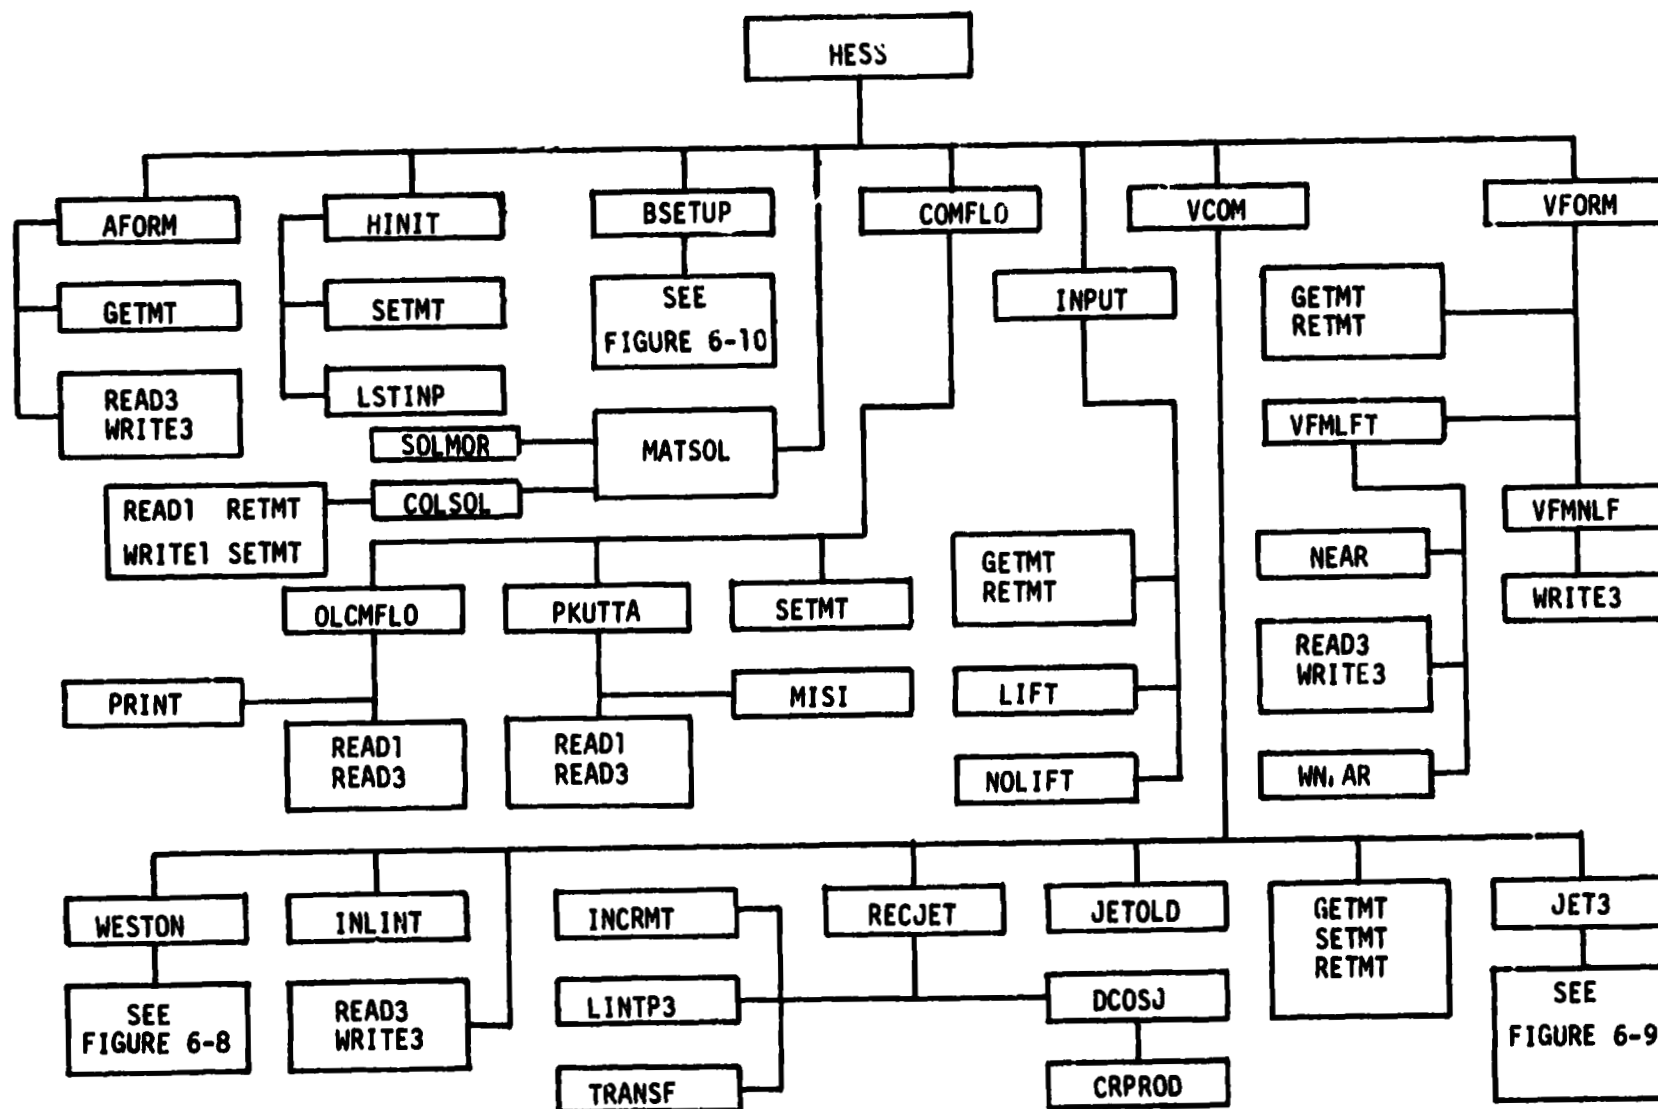 HESS
AFORM
HINIT
BSETUP
COMFLO
VCOM
VFORM
GETMT
SETMT
SEE
FIGURE 6-10
INPUT
GETMT
RETMT
READ3
WRITE3
LSTINP
SOLMOR
MATSOL
VFMLFT
READ1 RETMT
WRITE1 SETMT
COLSOL
VFMNLF
OLCMFLO
PKUTTA
SETMT
GETMT
RETMT
NEAR
WRITE3
PRINT
MISI
LIFT
READ3
WRITE3
READ1
READ3
READ1
READ3
NOLIFT
WESTON
INLINT
INCRMT
RECJET
JETOLD
GETMT
SETMT
RETMT
JET3
SEE
FIGURE 6-8
READ3
WRITE3
LINTP3
DCOSJ
SEE
FIGURE 6-9
TRANSF
CRPROD